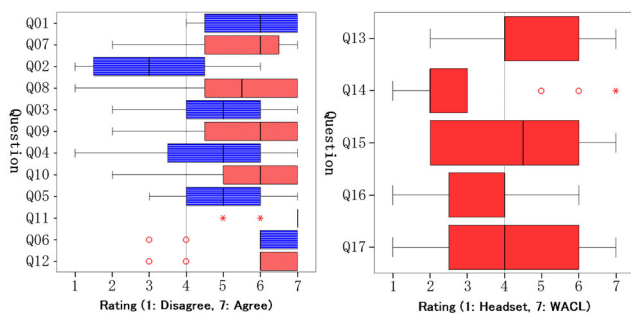 Question
Q01
Q07
Q02
Q08
Q03
Q09
Q04
Q10
Q05
Q11
Q06
Q12
1 2 3 4 5 6 7
Rating (1: Disagree, 7: Agree)
Question
Q13
Q14
Q15
Q16
Q17
1 2 3 4 5 6 7
Rating (1: Headset, 7: WACL)